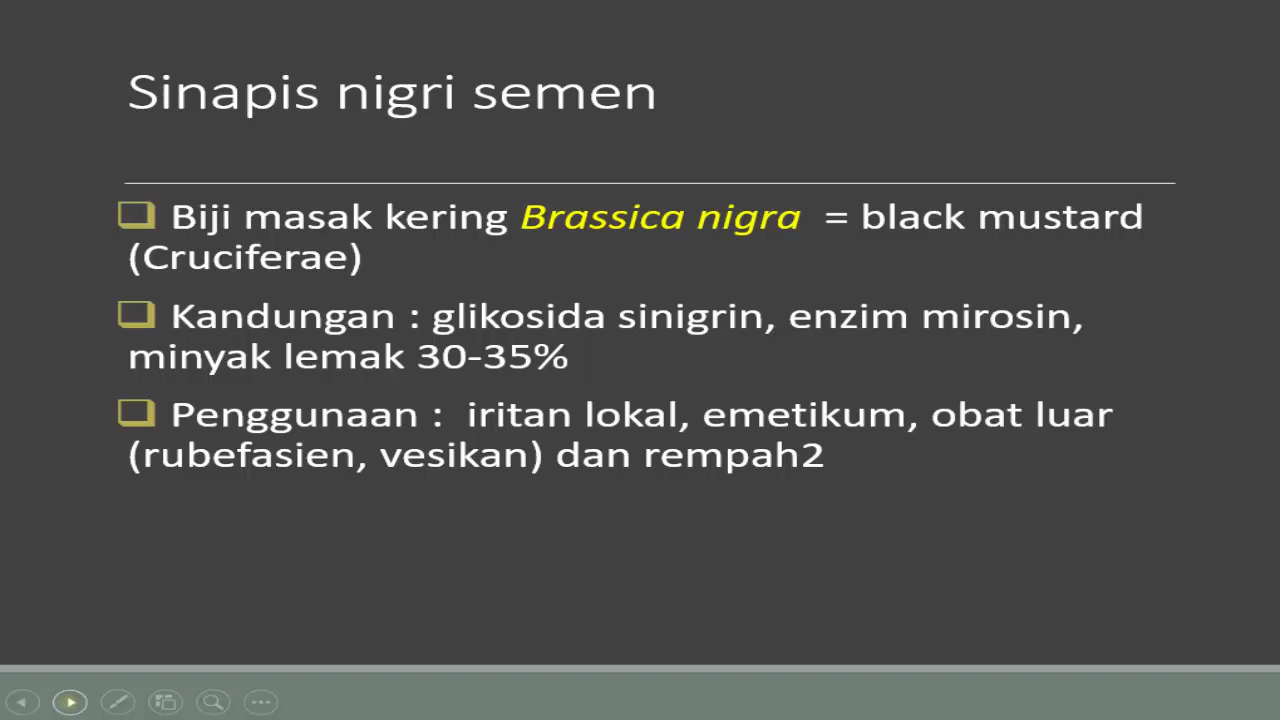 Sinapis nigri semen
Biji masak kering Brassica nigra = black mustard
(Cruciferae)
Kandungan : glikosida sinigrin, enzim mirosin,
minyak lemak 30-35%
Penggunaan : iritan lokal, emetikum, obat luar
(rubefasien, vesikan) dan rempah2